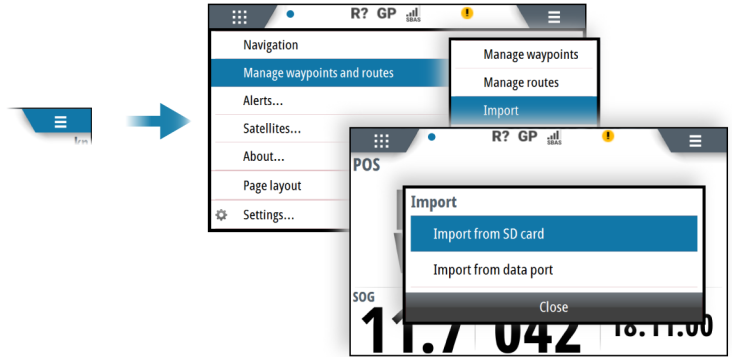 R? GP SBAS !
Navigation
Manage waypoints and routes
Alerts...
Satellites...
About...
Page layout
Settings...
Manage waypoints
Manage routes
Import
R? GP SBAS !
POS
Import
Import from SD card
Import from data port
Close
SOG
11.7 042 18:11:00